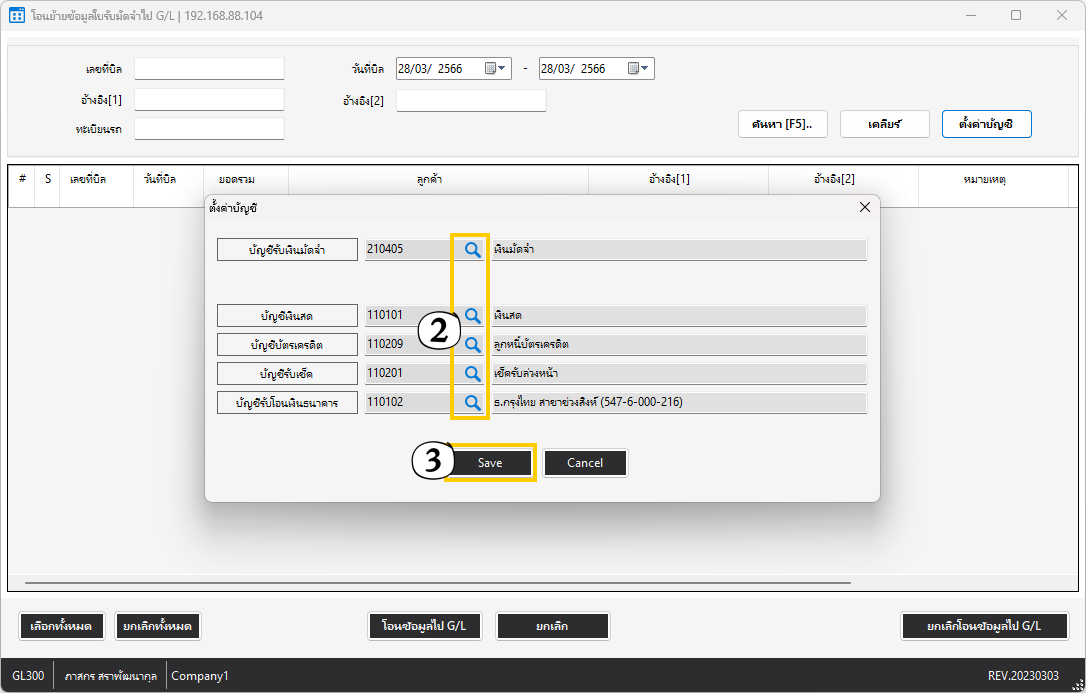 โอนย้ายข้อมูลใบรับมัดจำไป G/L | 192.168.88.104
เลขที่บิล วันที่บิล 28/03/ 2566 - 28/03/ 2566
อ้างอิง[1] อ้างอิง[2]
ทะเบียนรถ ค้นหา [F5].. เคลียร์ ตั้งค่าบัญชี
# S เลขที่บิล วันที่บิล ยอดรวม ลูกค้า อ้างอิง[1] อ้างอิง[2] หมายเหตุ
ตั้งค่าบัญชี
บัญชีรับเงินมัดจำ 210405 เงินมัดจำ
บัญชีเงินสด 110101 เงินสด
2
บัญชีบัตรเครดิต 110209 ลูกหนี้บัตรเครดิต
บัญชีรับเช็ค 110201 เช็ครับล่วงหน้า
บัญชีรับโอนเงินธนาคาร 110102 ธ.กรุงไทย สาขาช่วงสิงห์ (547-6-000-216)
3 Save Cancel
เลือกทั้งหมด ยกเลิกทั้งหมด โอนข้อมูลไป G/L ยกเลิก ยกเลิกโอนข้อมูลไป G/L
GL300 ภาสกร สราพัฒนากุล Company1 REV.20230303